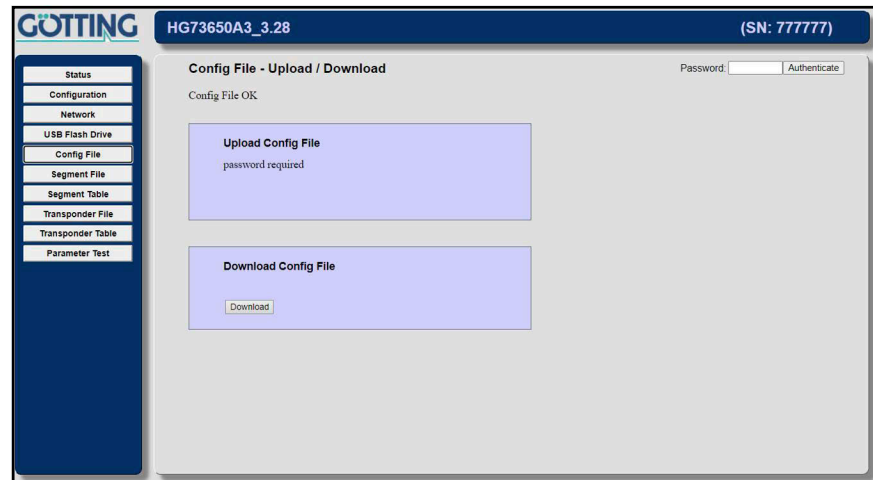 GÖTTING
HG73650A3_3.28 (SN: 777777)
Status
Configuration
Network
USB Flash Drive
Config File
Segment File
Segment Table
Transponder File
Transponder Table
Parameter Test
Config File - Upload / Download
Password: Authenticate
Config File OK
Upload Config File
password required
Download Config File
Download